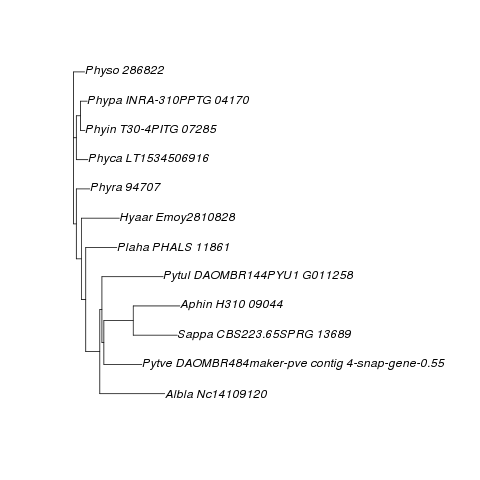 Physo 286822
Phypa INRA-310PPTG 04170
Phyin T30-4PITG 07285
Phyca LT1534506916
Phyra 94707
Hyaar Emoy2810828
Plaha PHALS 11861
Pytul DAOMBR144PYU1 G011258
Aphin H310 09044
Sappa CBS223.65SPRG 13689
Pytve DAOMBR484maker-pve contig 4-snap-gene-0.55
Albla Nc14109120